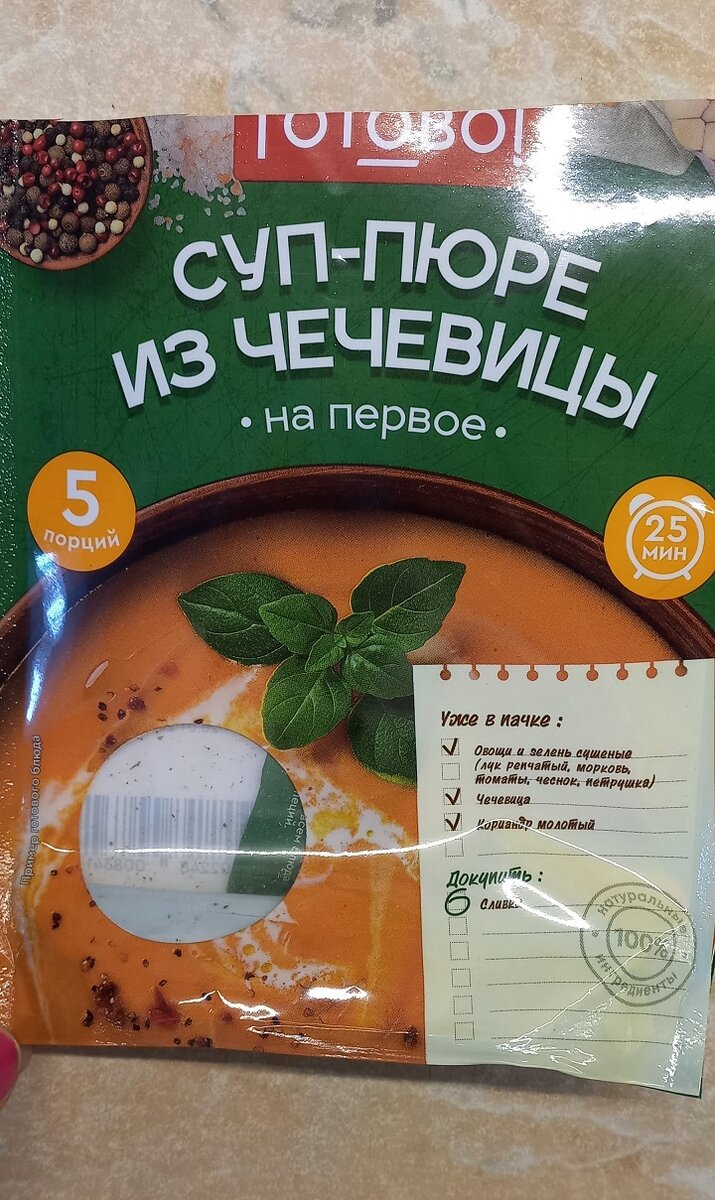 ГОТОВО!
СУП-ПЮРЕ
ИЗ ЧЕЧЕВИЦЫ
• на первое •
5
порций
25
мин
Уже в пачке :
Овощи и зелень сушеные
(лук репчатый, морковь,
томаты, чеснок, петрушка)
Чечевица
Кориандр молотый
Докупить :
Сливки
натуральные
100%
ингредиенты
Пример готового блюда